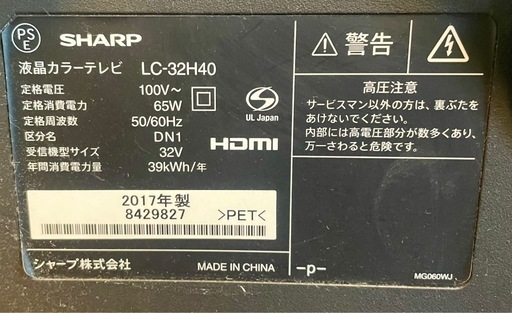 PS
E
SHARP
液晶カラーテレビ LC-32H40
定格電圧 100V～
定格消費電力 65W
定格周波数 50/60Hz
区分名 DN1
受信機型サイズ 32V
年間消費電力量 39kWh/年
UL Japan
HDMI
2017年製
8429827 >PET<
シャープ株式会社 MADE IN CHINA
警告
高圧注意
サービスマン以外の方は、裏ぶたを
あけないでください。
内部には高電圧部分が数多くあり、
万一さわると危険です。
-p-
MG060WJ